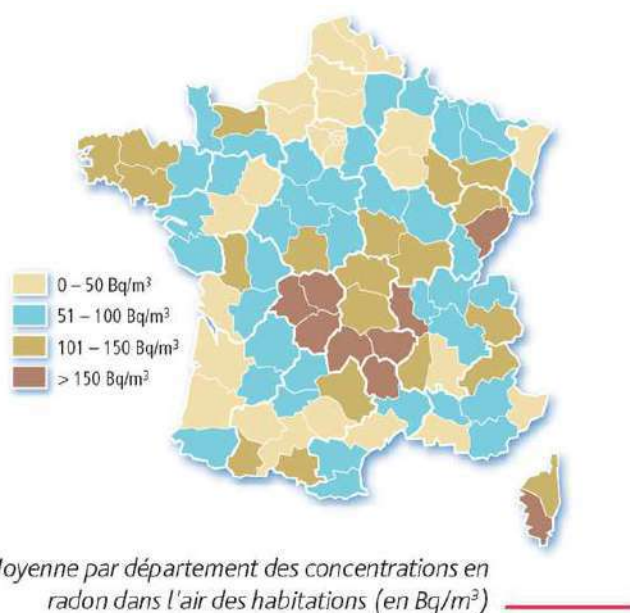 0 – 50 Bq/m³
51 – 100 Bq/m³
101 – 150 Bq/m³
> 150 Bq/m³
oyenne par département des concentrations en
radon dans l'air des habitations (en Bq/m³)